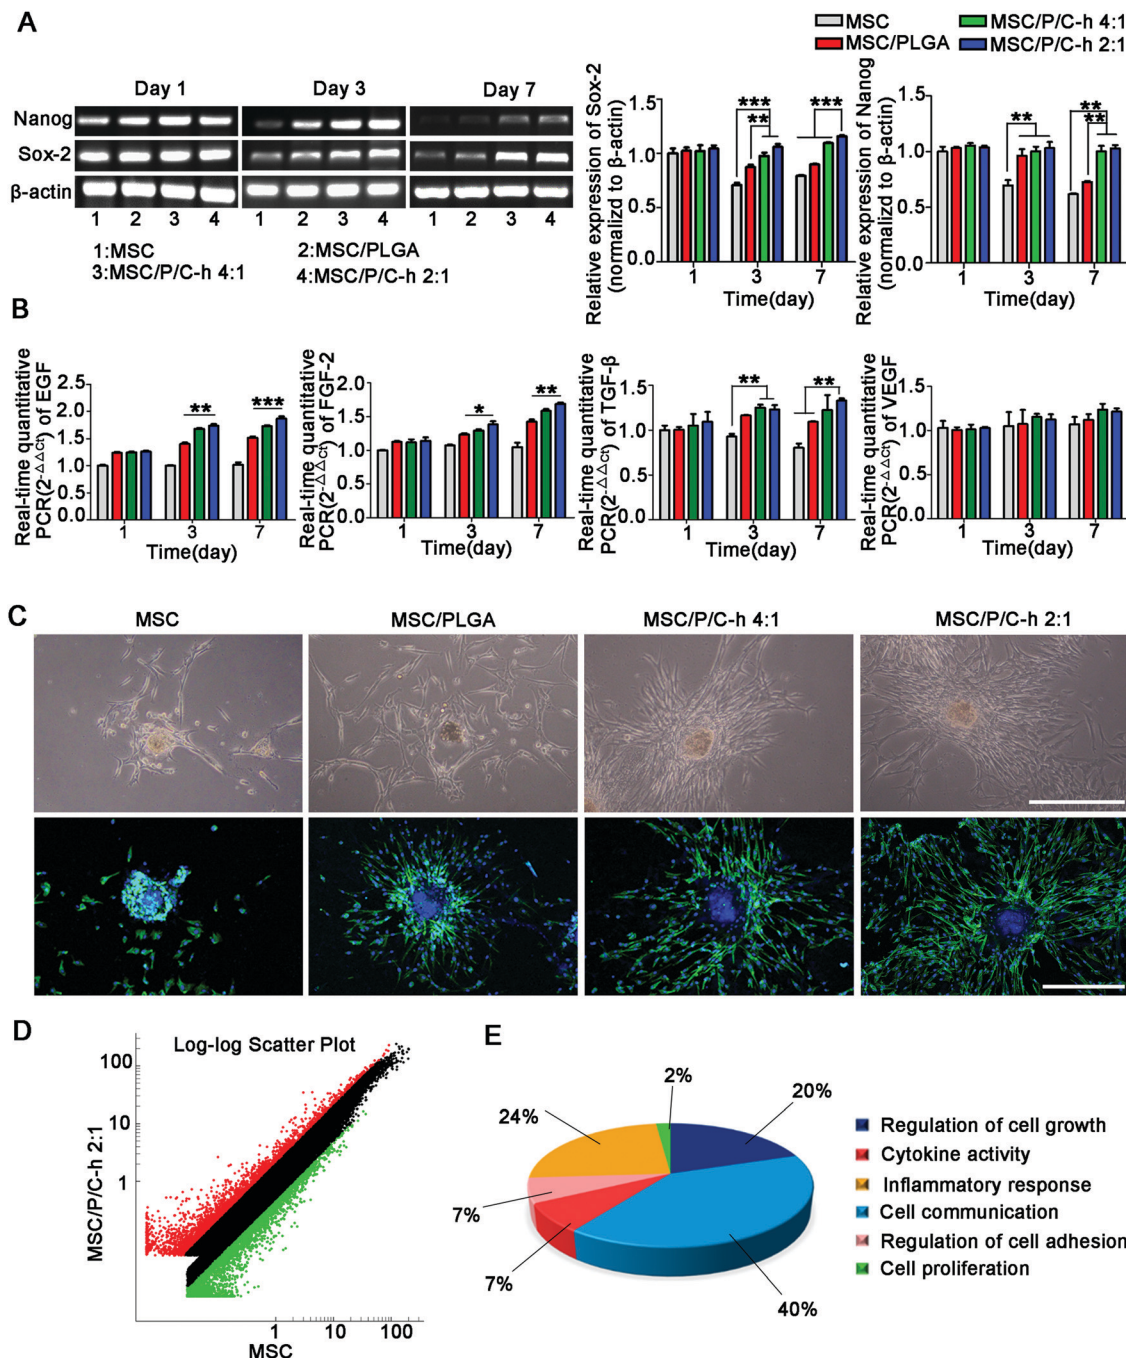 A
MSC
MSC/P/C-h 4:1
MSC/PLGA
MSC/P/C-h 2:1
Day 1
Day 3
Day 7
Nanog
Sox-2
β-actin
1 2 3 4 1 2 3 4 1 2 3 4
1:MSC
2:MSC/PLGA
3:MSC/P/C-h 4:1
4:MSC/P/C-h 2:1
Relative expression of Sox-2
(normalizd to β-actin)
1.5
1.0
0.5
0.0
*** ** ***
1 3 7
Time(day)
Relative expression of Nanog
(normalizd to β-actin)
1.5
1.0
0.5
0.0
** ** **
1 3 7
Time(day)
B
Real-time quantitative
PCR(2-△△Ct) of EGF
2.5
2.0
1.5
1.0
0.5
0.0
** ***
1 3 7
Time(day)
Real-time quantitative
PCR(2-△△Ct) of FGF-2
2.0
1.5
1.0
0.5
0.0
* **
1 3 7
Time(day)
Real-time quantitative
PCR(2-△△Ct) of TGF-β
1.5
1.0
0.5
0.0
** **
1 3 7
Time(day)
Real-time quantitative
PCR(2-△△Ct) of VEGF
1.5
1.0
0.5
0.0
1 3 7
Time(day)
C
MSC
MSC/PLGA
MSC/P/C-h 4:1
MSC/P/C-h 2:1
D
Log-log Scatter Plot
MSC/P/C-h 2:1
100
10
1
1 10 100
MSC
E
2%
20%
24%
7%
7%
40%
Regulation of cell growth
Cytokine activity
Inflammatory response
Cell communication
Regulation of cell adhesion
Cell proliferation